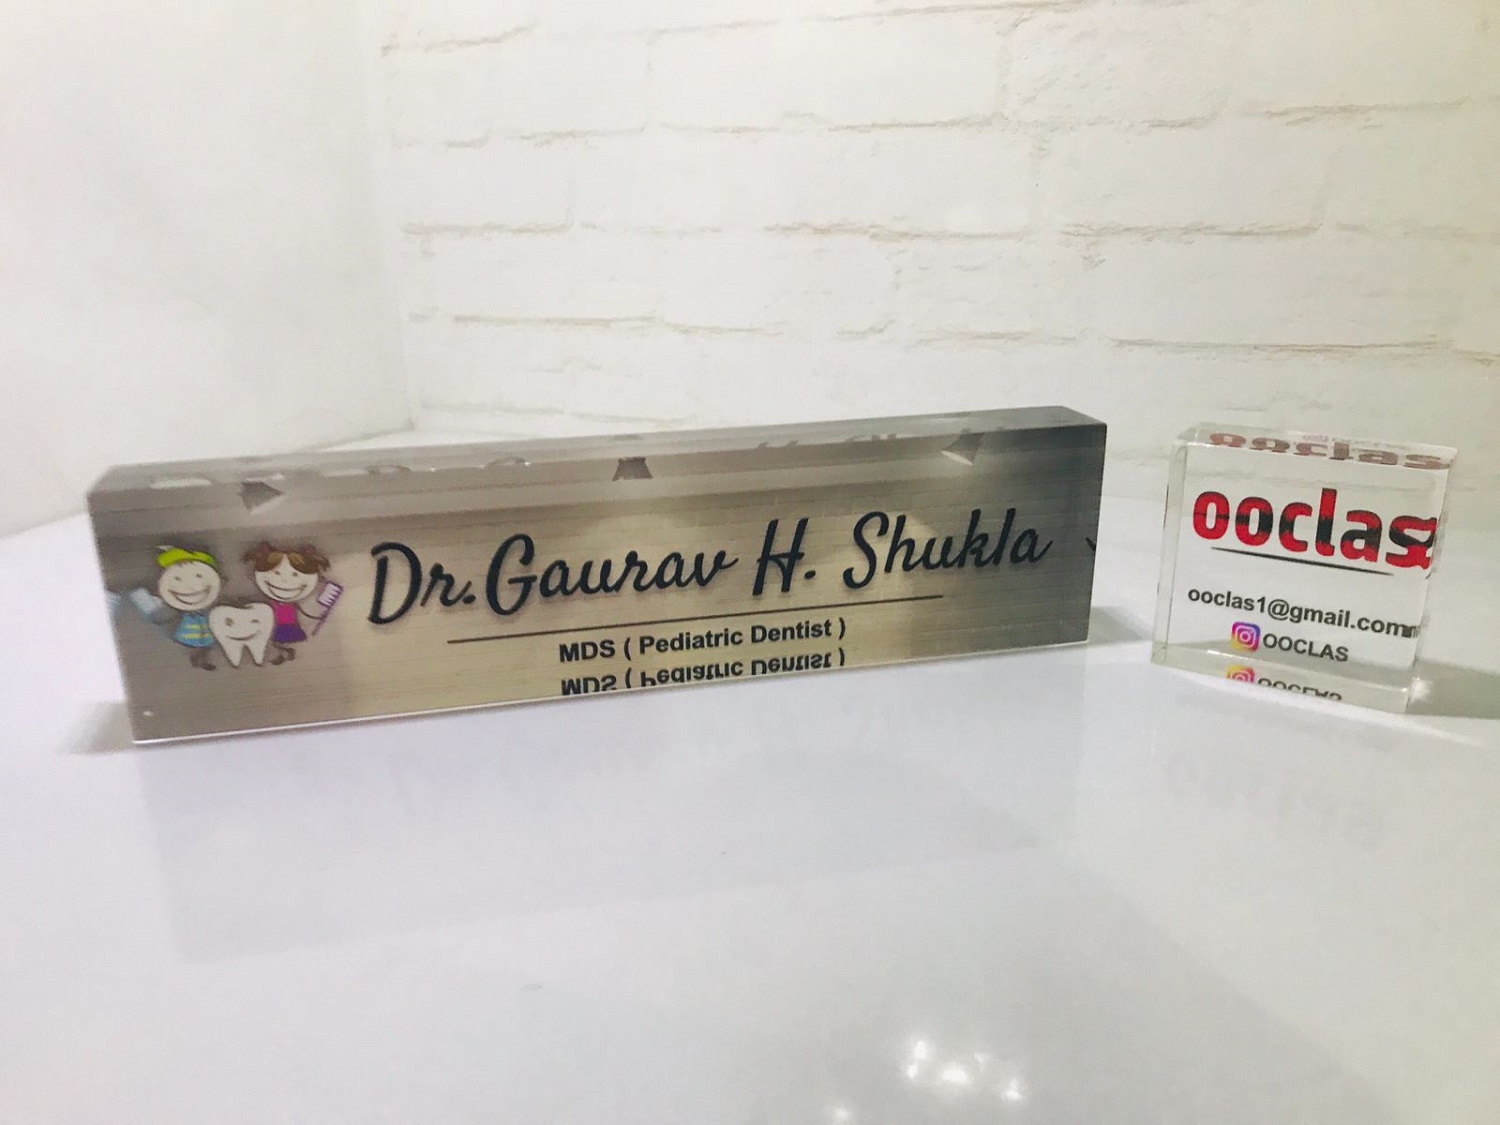 Dr. Gaurav H. Shukla
MDS ( Pediatric Dentist )
ooclas
ooclas1@gmail.com
OOCLAS